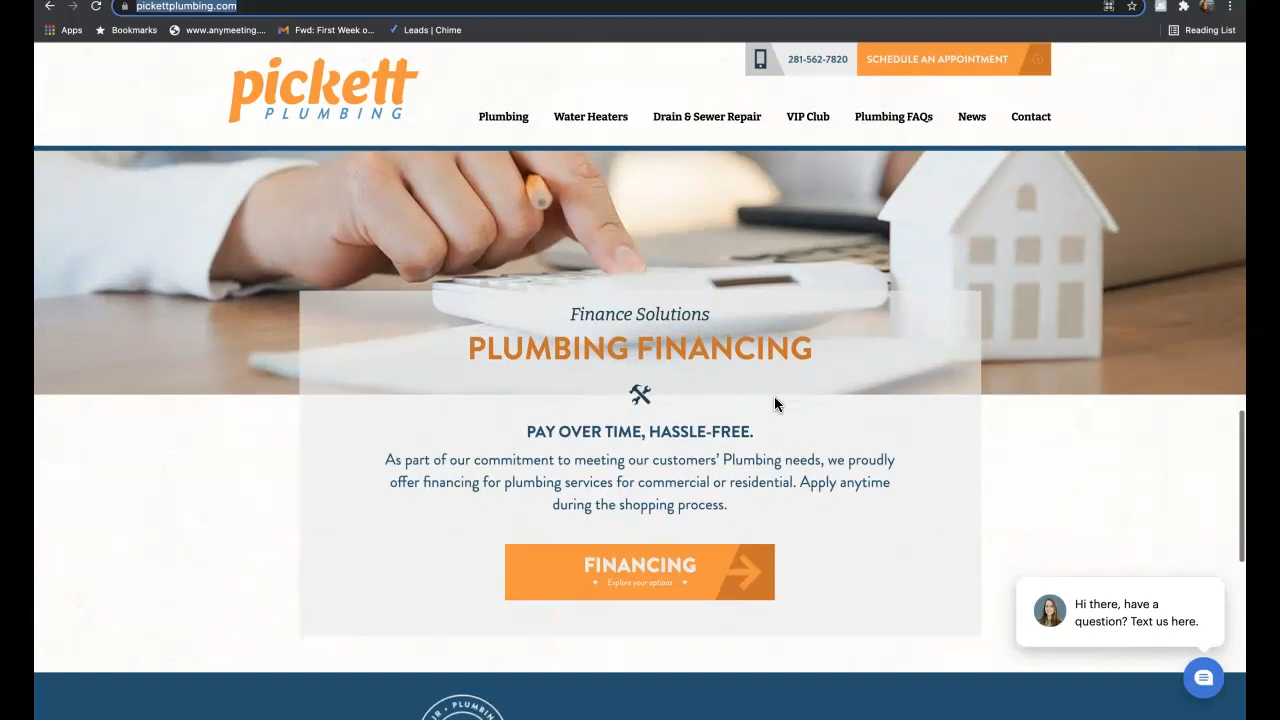 pickettplumbing.com
Apps
Bookmarks
www.anymeeting....
Fwd: First Week o...
Leads | Chime
Reading List
pickett
PLUMBING
281-562-7820
SCHEDULE AN APPOINTMENT
Plumbing
Water Heaters
Drain & Sewer Repair
VIP Club
Plumbing FAQs
News
Contact
Finance Solutions
PLUMBING FINANCING
PAY OVER TIME, HASSLE-FREE.
As part of our commitment to meeting our customers' Plumbing needs, we proudly
offer financing for plumbing services for commercial or residential. Apply anytime
during the shopping process.
FINANCING
Explore your options
Hi there, have a
question? Text us here.